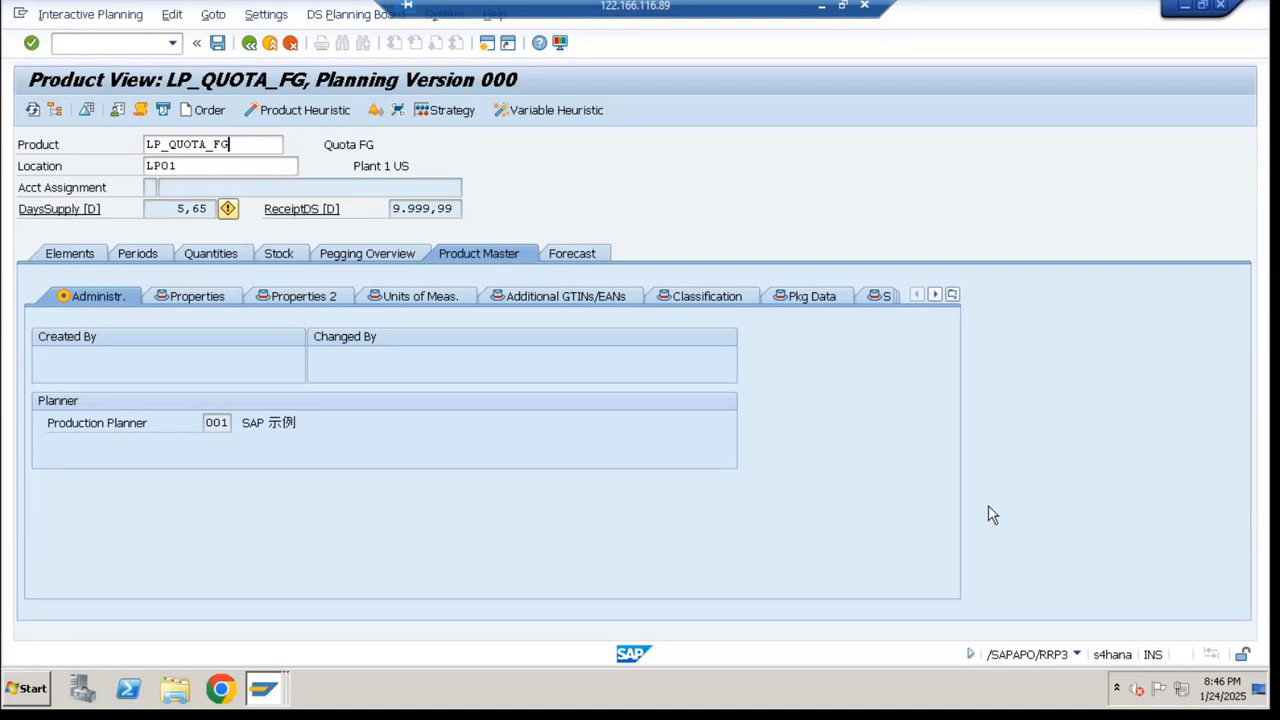 122.166.116.89
Interactive Planning Edit Goto Settings DS Planning Board System Help
Product View: LP_QUOTA_FG, Planning Version 000
Order Product Heuristic Strategy Variable Heuristic
Product LP_QUOTA_FG Quota FG
Location LP01 Plant 1 US
Acct Assignment
DaysSupply [D] 5,65 ReceiptDS [D] 9.999,99
Elements Periods Quantities Stock Pegging Overview Product Master Forecast
Administr. Properties Properties 2 Units of Meas. Additional GTINs/EANs Classification Pkg Data S
Created By Changed By
Planner
Production Planner 001 SAP 示例
SAP /SAPAPO/RRP3 s4hana INS
Start 8:46 PM
1/24/2025